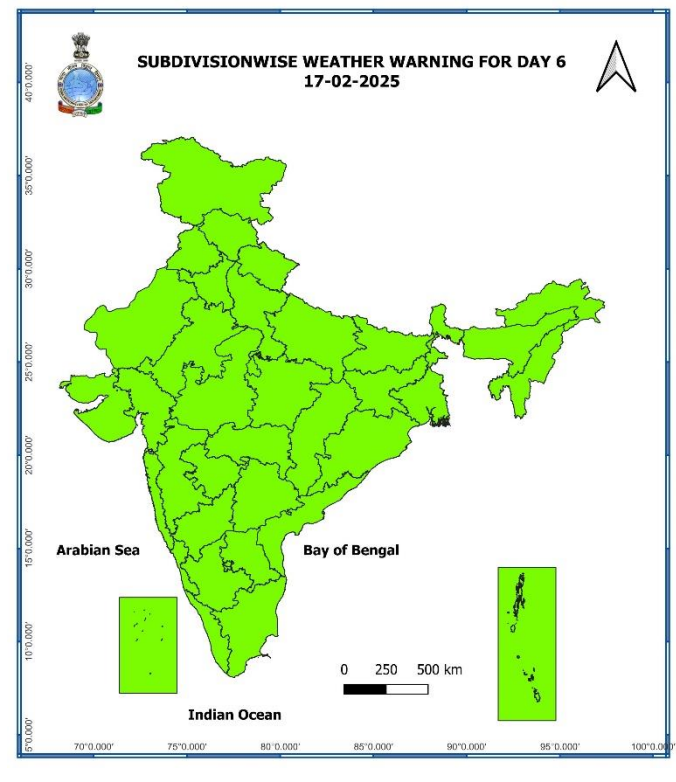 SUBDIVISIONWISE WEATHER WARNING FOR DAY 6
17-02-2025
40°0.000'
35°0.000'
30°0.000'
25°0.000'
20°0.000'
15°0.000'
10°0.000'
5°0.000'
Arabian Sea
Bay of Bengal
0 250 500 km
Indian Ocean
70°0.000' 75°0.000' 80°0.000' 85°0.000' 90°0.000' 95°0.000' 100°0.000'